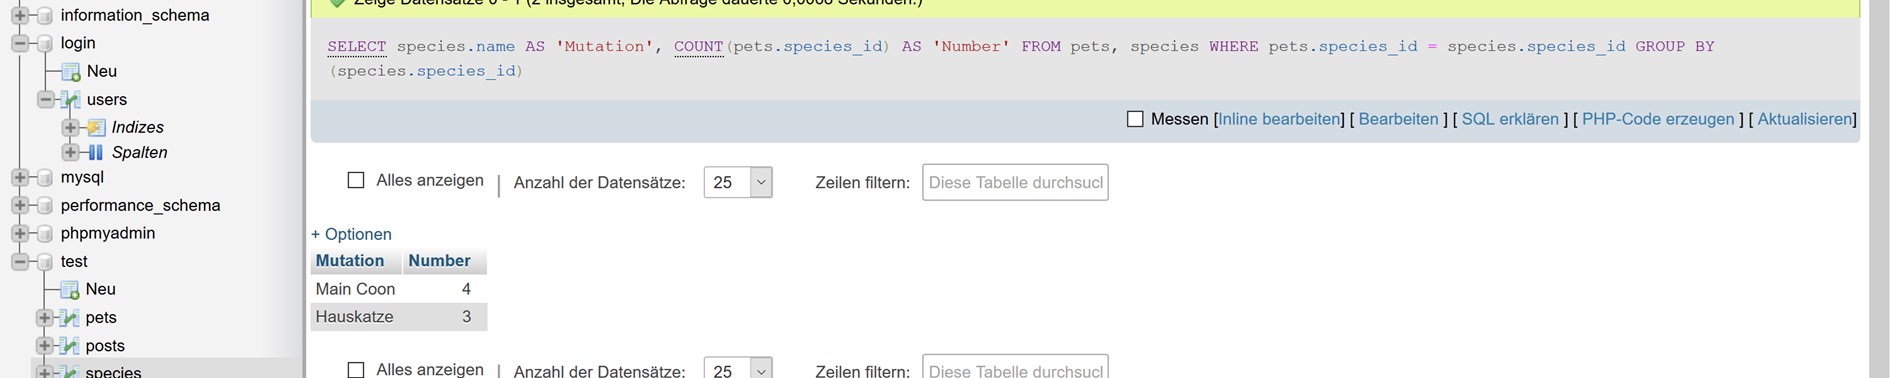 information_schema
login
Neu
users
Indizes
Spalten
mysql
performance_schema
phpmyadmin
test
Neu
pets
posts
species
Zeige Datensätze 0 - 1 (2 insgesamt, Die Abfrage dauerte 0,0008 Sekunden.)
SELECT species.name AS 'Mutation', COUNT(pets.species_id) AS 'Number' FROM pets, species WHERE pets.species_id = species.species_id GROUP BY
(species.species_id)
Messen [Inline bearbeiten] [ Bearbeiten ] [ SQL erklären ] [ PHP-Code erzeugen ] [ Aktualisieren]
Alles anzeigen | Anzahl der Datensätze: 25 Zeilen filtern: Diese Tabelle durchsucl
+ Optionen
Mutation Number
Main Coon 4
Hauskatze 3
Alles anzeigen | Anzahl der Datensätze: 25 Zeilen filtern: Diese Tabelle durchsucl